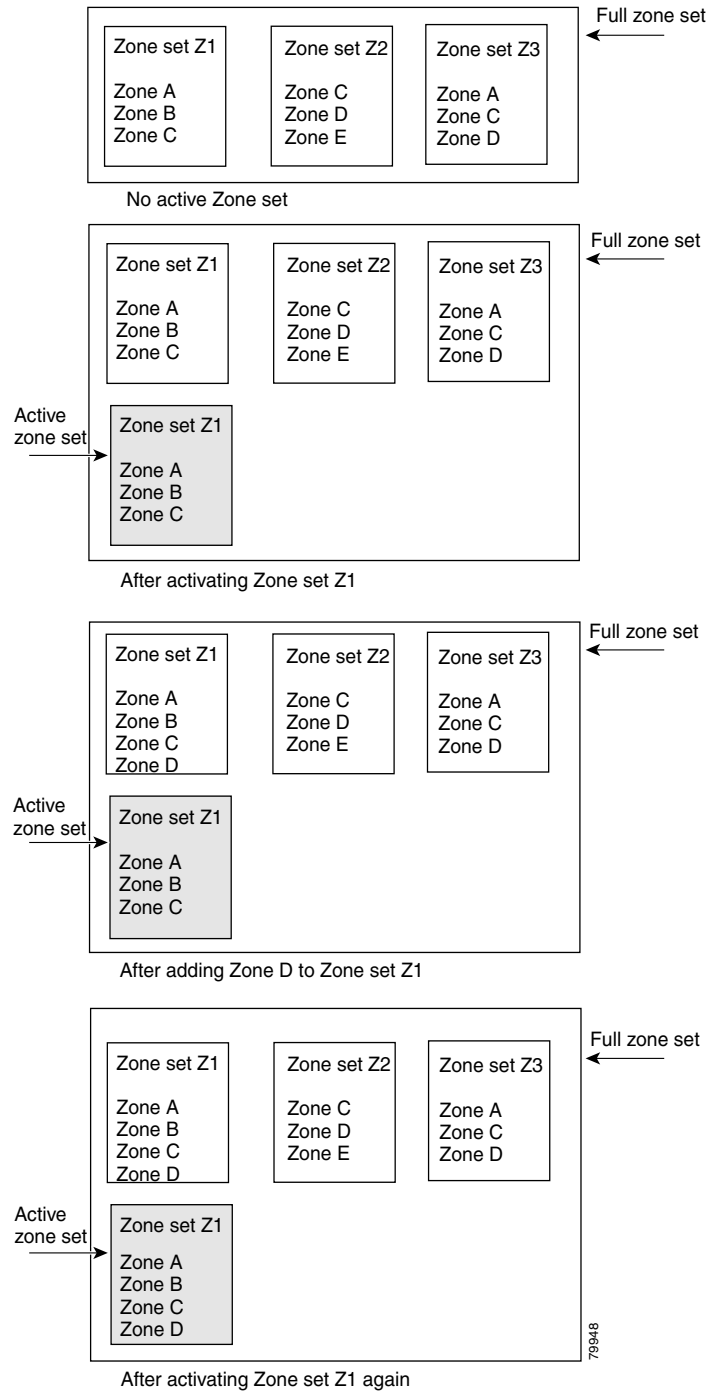 Full zone set
Zone set Z1
Zone A
Zone B
Zone C
Zone set Z2
Zone C
Zone D
Zone E
Zone set Z3
Zone A
Zone C
Zone D
No active Zone set
Full zone set
Zone set Z1
Zone A
Zone B
Zone C
Zone set Z2
Zone C
Zone D
Zone E
Zone set Z3
Zone A
Zone C
Zone D
Active
zone set
Zone set Z1
Zone A
Zone B
Zone C
After activating Zone set Z1
Full zone set
Zone set Z1
Zone A
Zone B
Zone C
Zone D
Zone set Z2
Zone C
Zone D
Zone E
Zone set Z3
Zone A
Zone C
Zone D
Active
zone set
Zone set Z1
Zone A
Zone B
Zone C
After adding Zone D to Zone set Z1
Full zone set
Zone set Z1
Zone A
Zone B
Zone C
Zone D
Zone set Z2
Zone C
Zone D
Zone E
Zone set Z3
Zone A
Zone C
Zone D
Active
zone set
Zone set Z1
Zone A
Zone B
Zone C
Zone D
79948
After activating Zone set Z1 again